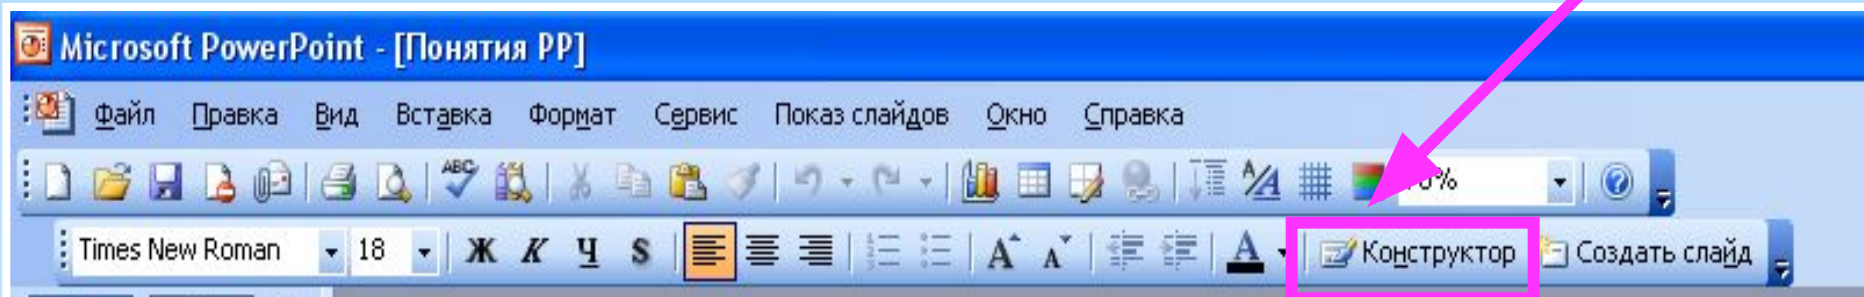 Microsoft PowerPoint - [Понятия PP]
Файл Правка Вид Вставка Формат Сервис Показ слайдов Окно Справка
ABC A/A %
Times New Roman 18 Ж К Ч S A A A Конструктор Создать слайд